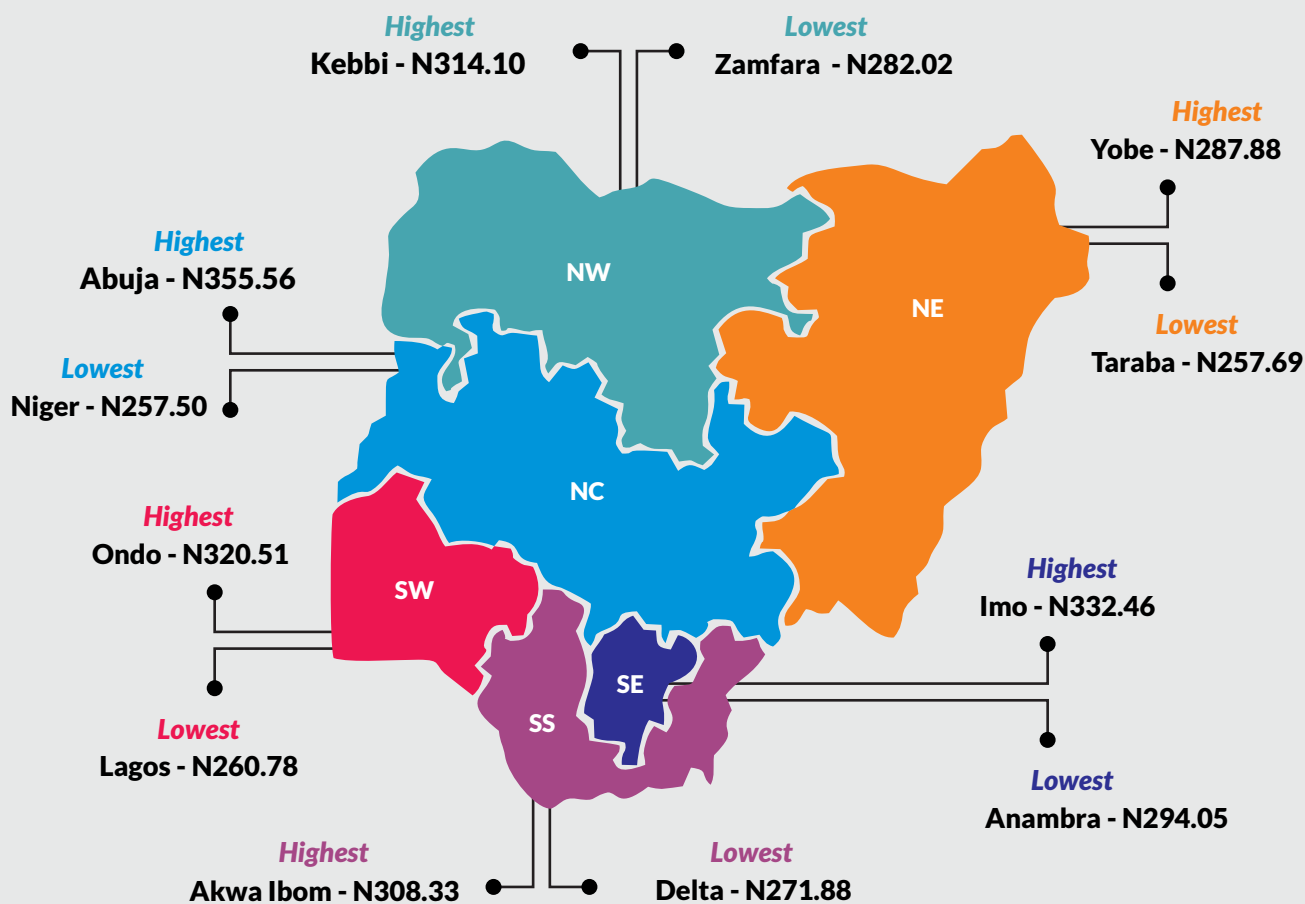 Highest
Kebbi - N314.10
Lowest
Zamfara - N282.02
Highest
Yobe - N287.88
Lowest
Taraba - N257.69
Highest
Abuja - N355.56
Lowest
Niger - N257.50
NW
NE
NC
SW
SE
SS
Highest
Ondo - N320.51
Lowest
Lagos - N260.78
Highest
Imo - N332.46
Lowest
Anambra - N294.05
Highest
Akwa Ibom - N308.33
Lowest
Delta - N271.88